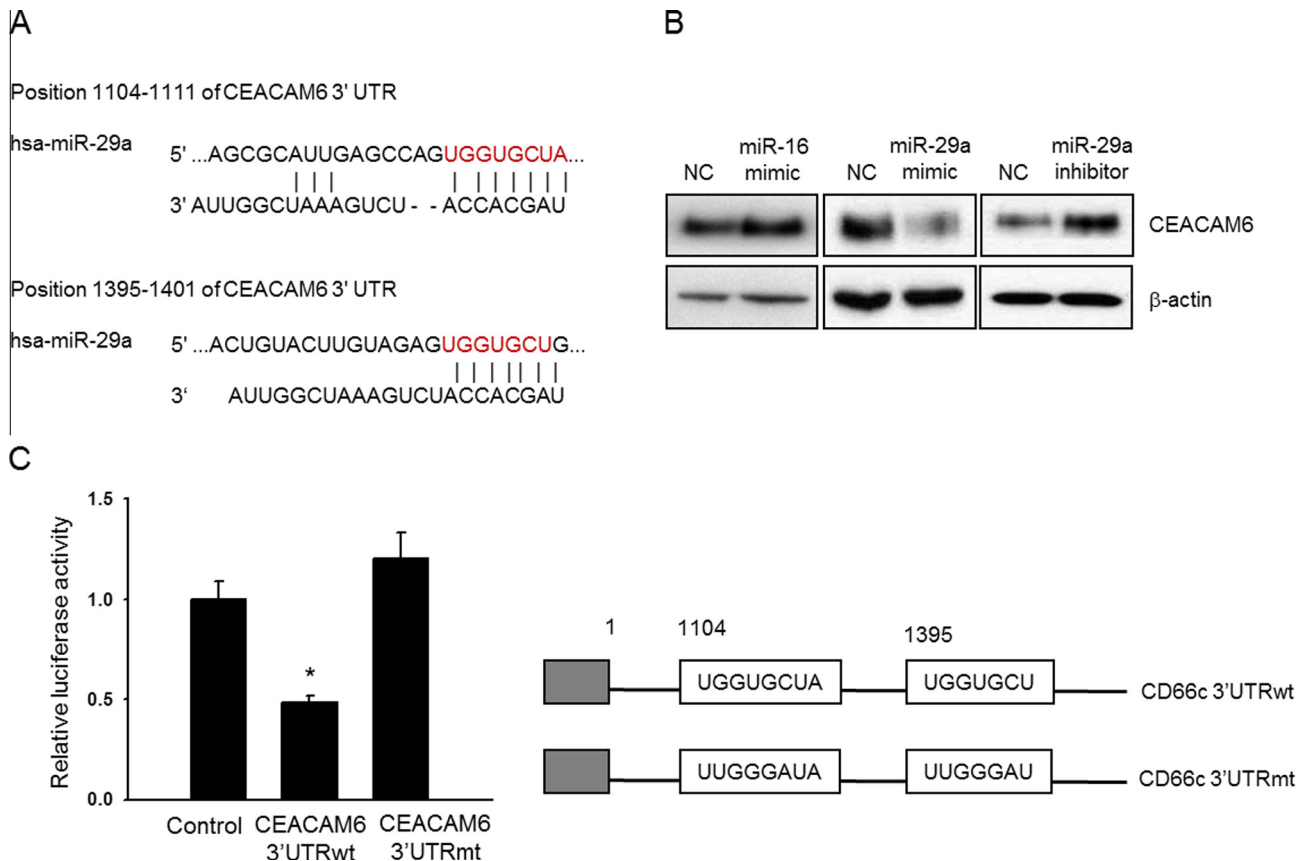 A
Position 1104-1111 of CEACAM6 3' UTR
hsa-miR-29a
5' ...AGCGCAUUGAGCCAGUGGUGCUA...
3' AUUGGCUAAAGUCU- -ACCACGAU
Position 1395-1401 of CEACAM6 3' UTR
hsa-miR-29a
5' ...ACUGUACUUGUAGAGUGGUGCUG...
3‘ AUUGGCUAAAGUCUACCACGAU
B
NC miR-16 mimic NC miR-29a mimic NC miR-29a inhibitor
CEACAM6
β-actin
C
Relative luciferase activity
1.5
1.0
0.5
0.0
*
Control
CEACAM6 3’UTRwt
CEACAM6 3’UTRmt
1 1104 1395
UGGUGCUA UGGUGCU CD66c 3’UTRwt
UUGGGAUA UUGGGAU CD66c 3’UTRmt